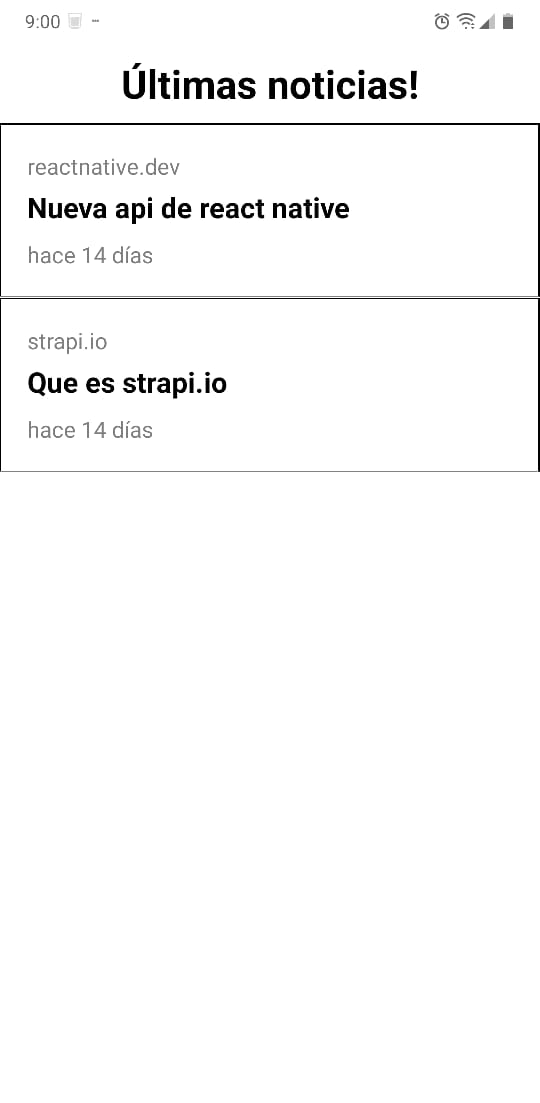 9:00
Últimas noticias!
reactnative.dev
Nueva api de react native
hace 14 días
strapi.io
Que es strapi.io
hace 14 días